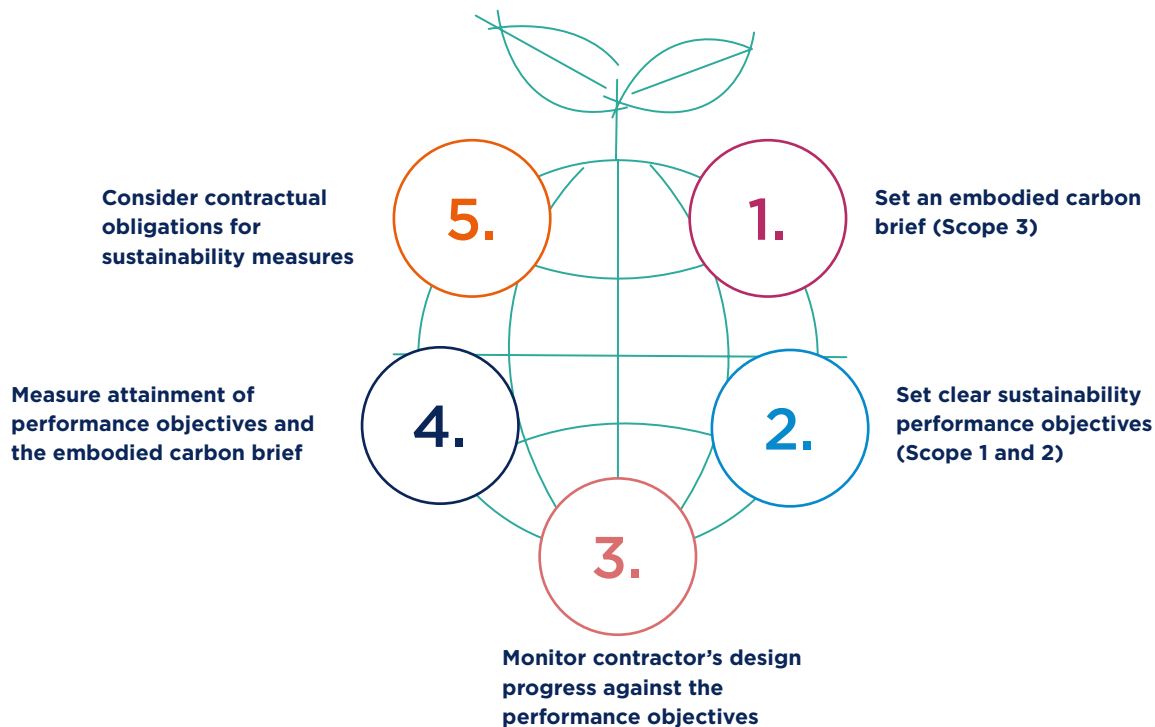 1.
Set an embodied carbon
brief (Scope 3)
2.
Set clear sustainability
performance objectives
(Scope 1 and 2)
3.
Monitor contractor’s design
progress against the
performance objectives
4.
Measure attainment of
performance objectives and
the embodied carbon brief
5.
Consider contractual
obligations for
sustainability measures